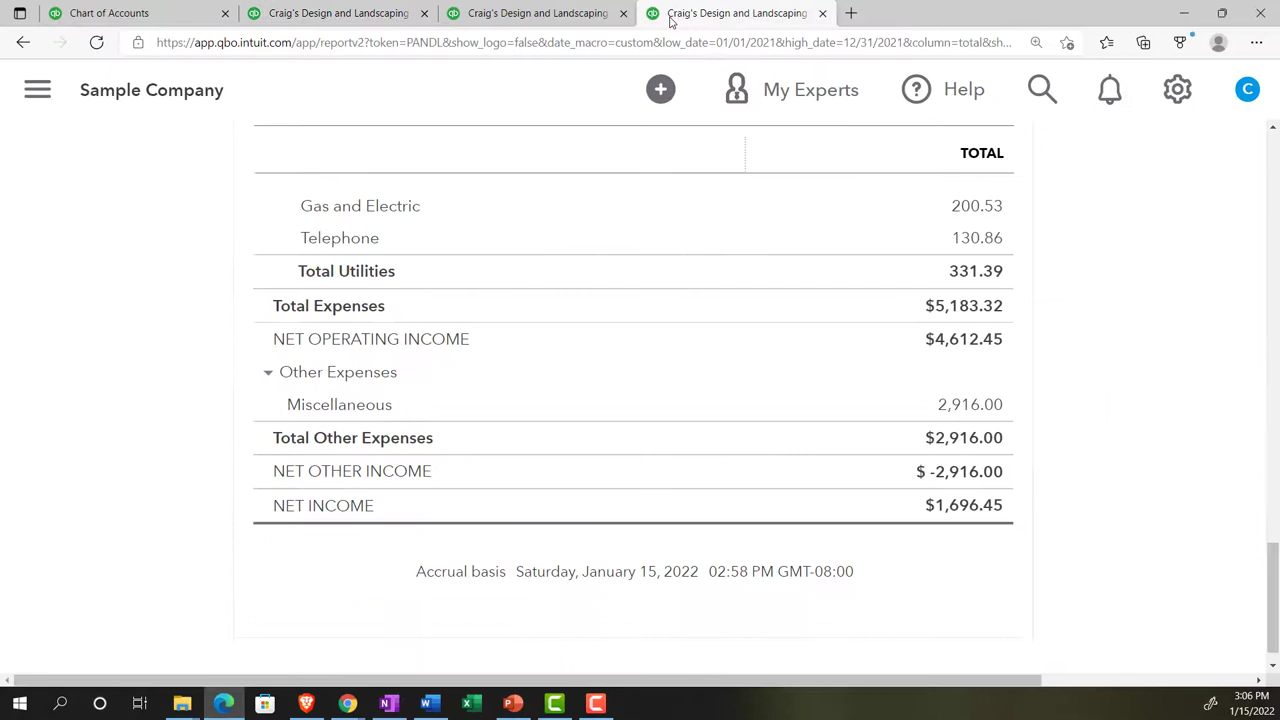 Chart of Accounts
Craig's Design and Landscaping
Craig's Design and Landscaping
Craig's Design and Landscaping
https://app.qbo.intuit.com/app/reportv2?token=PANDL&show_logo=false&date_macro=custom&low_date=01/01/2021&high_date=12/31/2021&column=total&sh...
Sample Company
My Experts
Help
C
TOTAL
Gas and Electric 200.53
Telephone 130.86
Total Utilities 331.39
Total Expenses $5,183.32
NET OPERATING INCOME $4,612.45
Other Expenses
Miscellaneous 2,916.00
Total Other Expenses $2,916.00
NET OTHER INCOME $ -2,916.00
NET INCOME $1,696.45
Accrual basis Saturday, January 15, 2022 02:58 PM GMT-08:00
3:06 PM
1/15/2022